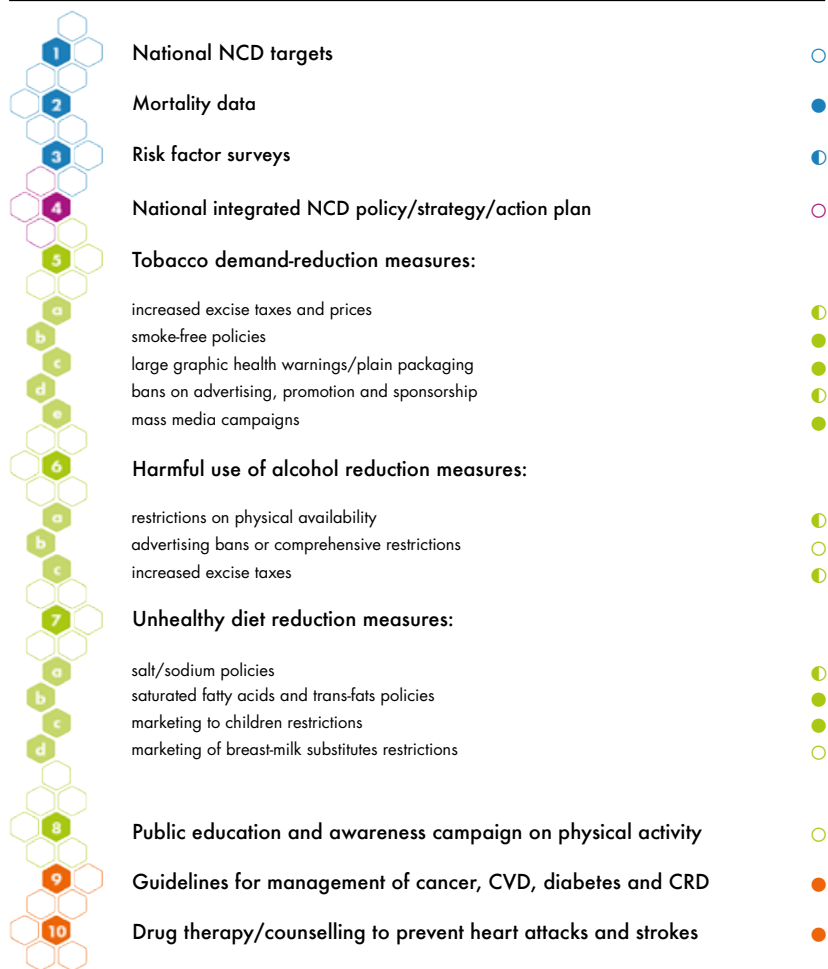 1 National NCD targets ○
2 Mortality data ●
3 Risk factor surveys ◐
4 National integrated NCD policy/strategy/action plan ○
5 Tobacco demand-reduction measures:
a increased excise taxes and prices ◐
b smoke-free policies ●
c large graphic health warnings/plain packaging ●
d bans on advertising, promotion and sponsorship ◐
e mass media campaigns ●
6 Harmful use of alcohol reduction measures:
a restrictions on physical availability ◐
b advertising bans or comprehensive restrictions ○
c increased excise taxes ◐
7 Unhealthy diet reduction measures:
a salt/sodium policies ◐
b saturated fatty acids and trans-fats policies ●
c marketing to children restrictions ●
d marketing of breast-milk substitutes restrictions ○
8 Public education and awareness campaign on physical activity ○
9 Guidelines for management of cancer, CVD, diabetes and CRD ●
10 Drug therapy/counselling to prevent heart attacks and strokes ●